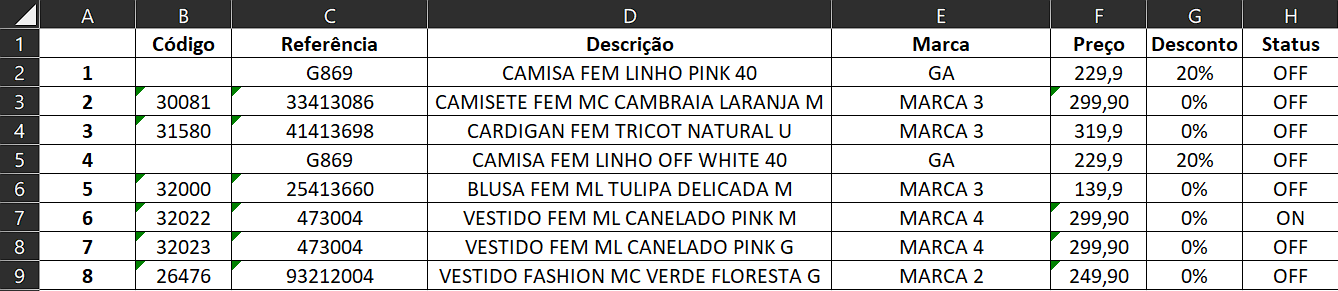 A B C D E F G H
1 Código Referência Descrição Marca Preço Desconto Status
2 1 G869 CAMISA FEM LINHO PINK 40 GA 229,9 20% OFF
3 2 30081 33413086 CAMISETE FEM MC CAMBRAIA LARANJA M MARCA 3 299,90 0% OFF
4 3 31580 41413698 CARDIGAN FEM TRICOT NATURAL U MARCA 3 319,9 0% OFF
5 4 G869 CAMISA FEM LINHO OFF WHITE 40 GA 229,9 20% OFF
6 5 32000 25413660 BLUSA FEM ML TULIPA DELICADA M MARCA 3 139,9 0% OFF
7 6 32022 473004 VESTIDO FEM ML CANELADO PINK M MARCA 4 299,90 0% ON
8 7 32023 473004 VESTIDO FEM ML CANELADO PINK G MARCA 4 299,90 0% OFF
9 8 26476 93212004 VESTIDO FASHION MC VERDE FLORESTA G MARCA 2 249,90 0% OFF